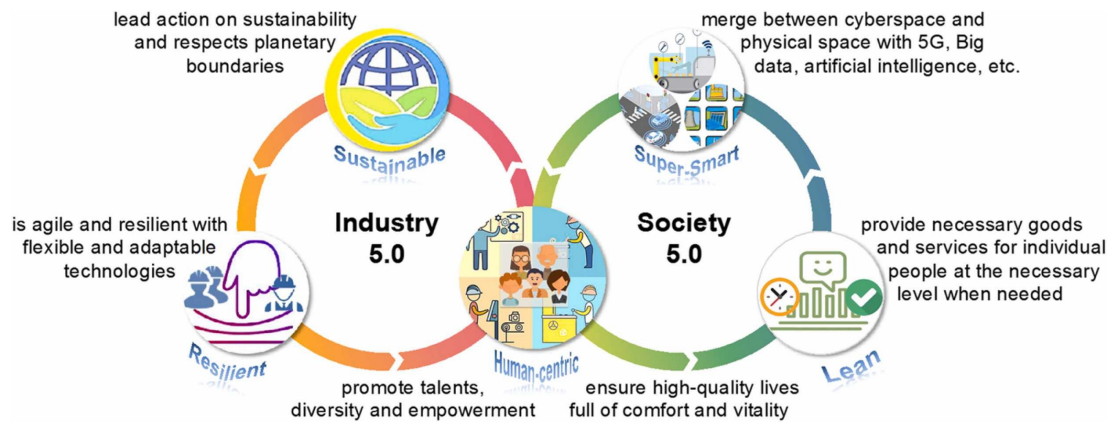 lead action on sustainability
and respects planetary
boundaries
Sustainable
is agile and resilient with
flexible and adaptable
technologies
Resilient
Industry
5.0
promote talents,
diversity and empowerment
Human-centric
merge between cyberspace and
physical space with 5G, Big
data, artificial intelligence, etc.
Super-Smart
Society
5.0
provide necessary goods
and services for individual
people at the necessary
level when needed
Lean
ensure high-quality lives
full of comfort and vitality